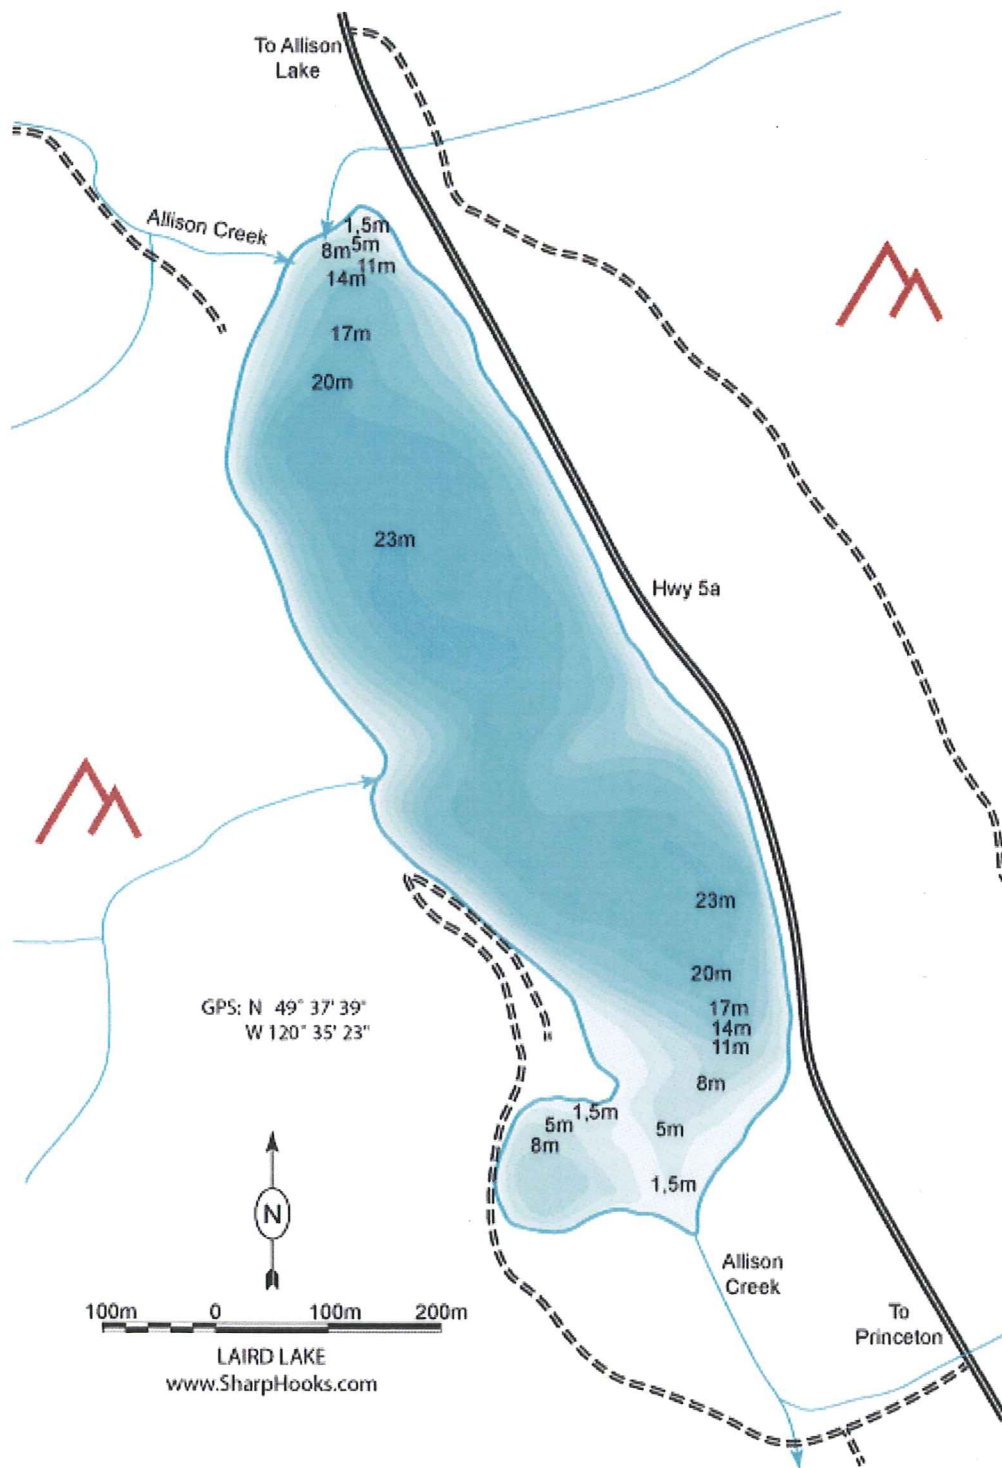 To Allison
Lake
Allison Creek
1,5m
5m
8m
11m
14m
17m
20m
23m
Hwy 5a
23m
20m
17m
14m
11m
8m
5m
1,5m
1,5m
5m
8m
GPS: N 49° 37' 39"
W 120° 35' 23"
N
Allison
Creek
To
Princeton
100m 0 100m 200m
LAIRD LAKE
www.SharpHooks.com